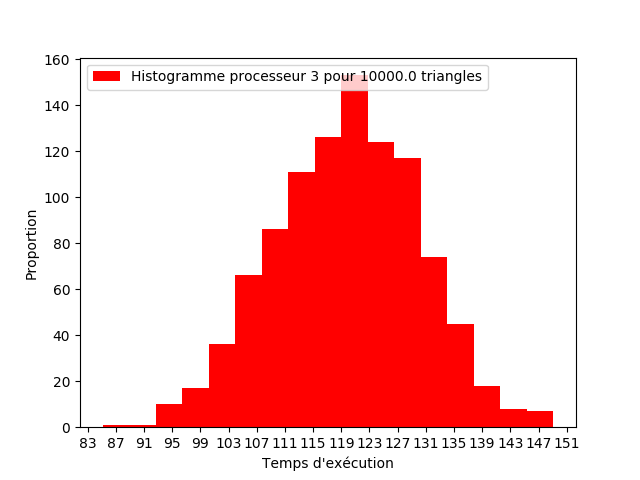 Histogramme processeur 3 pour 10000.0 triangles
160
140
120
100
80
60
40
20
0
Proportion
83 87 91 95 99 103 107 111 115 119 123 127 131 135 139 143 147 151
Temps d'exécution